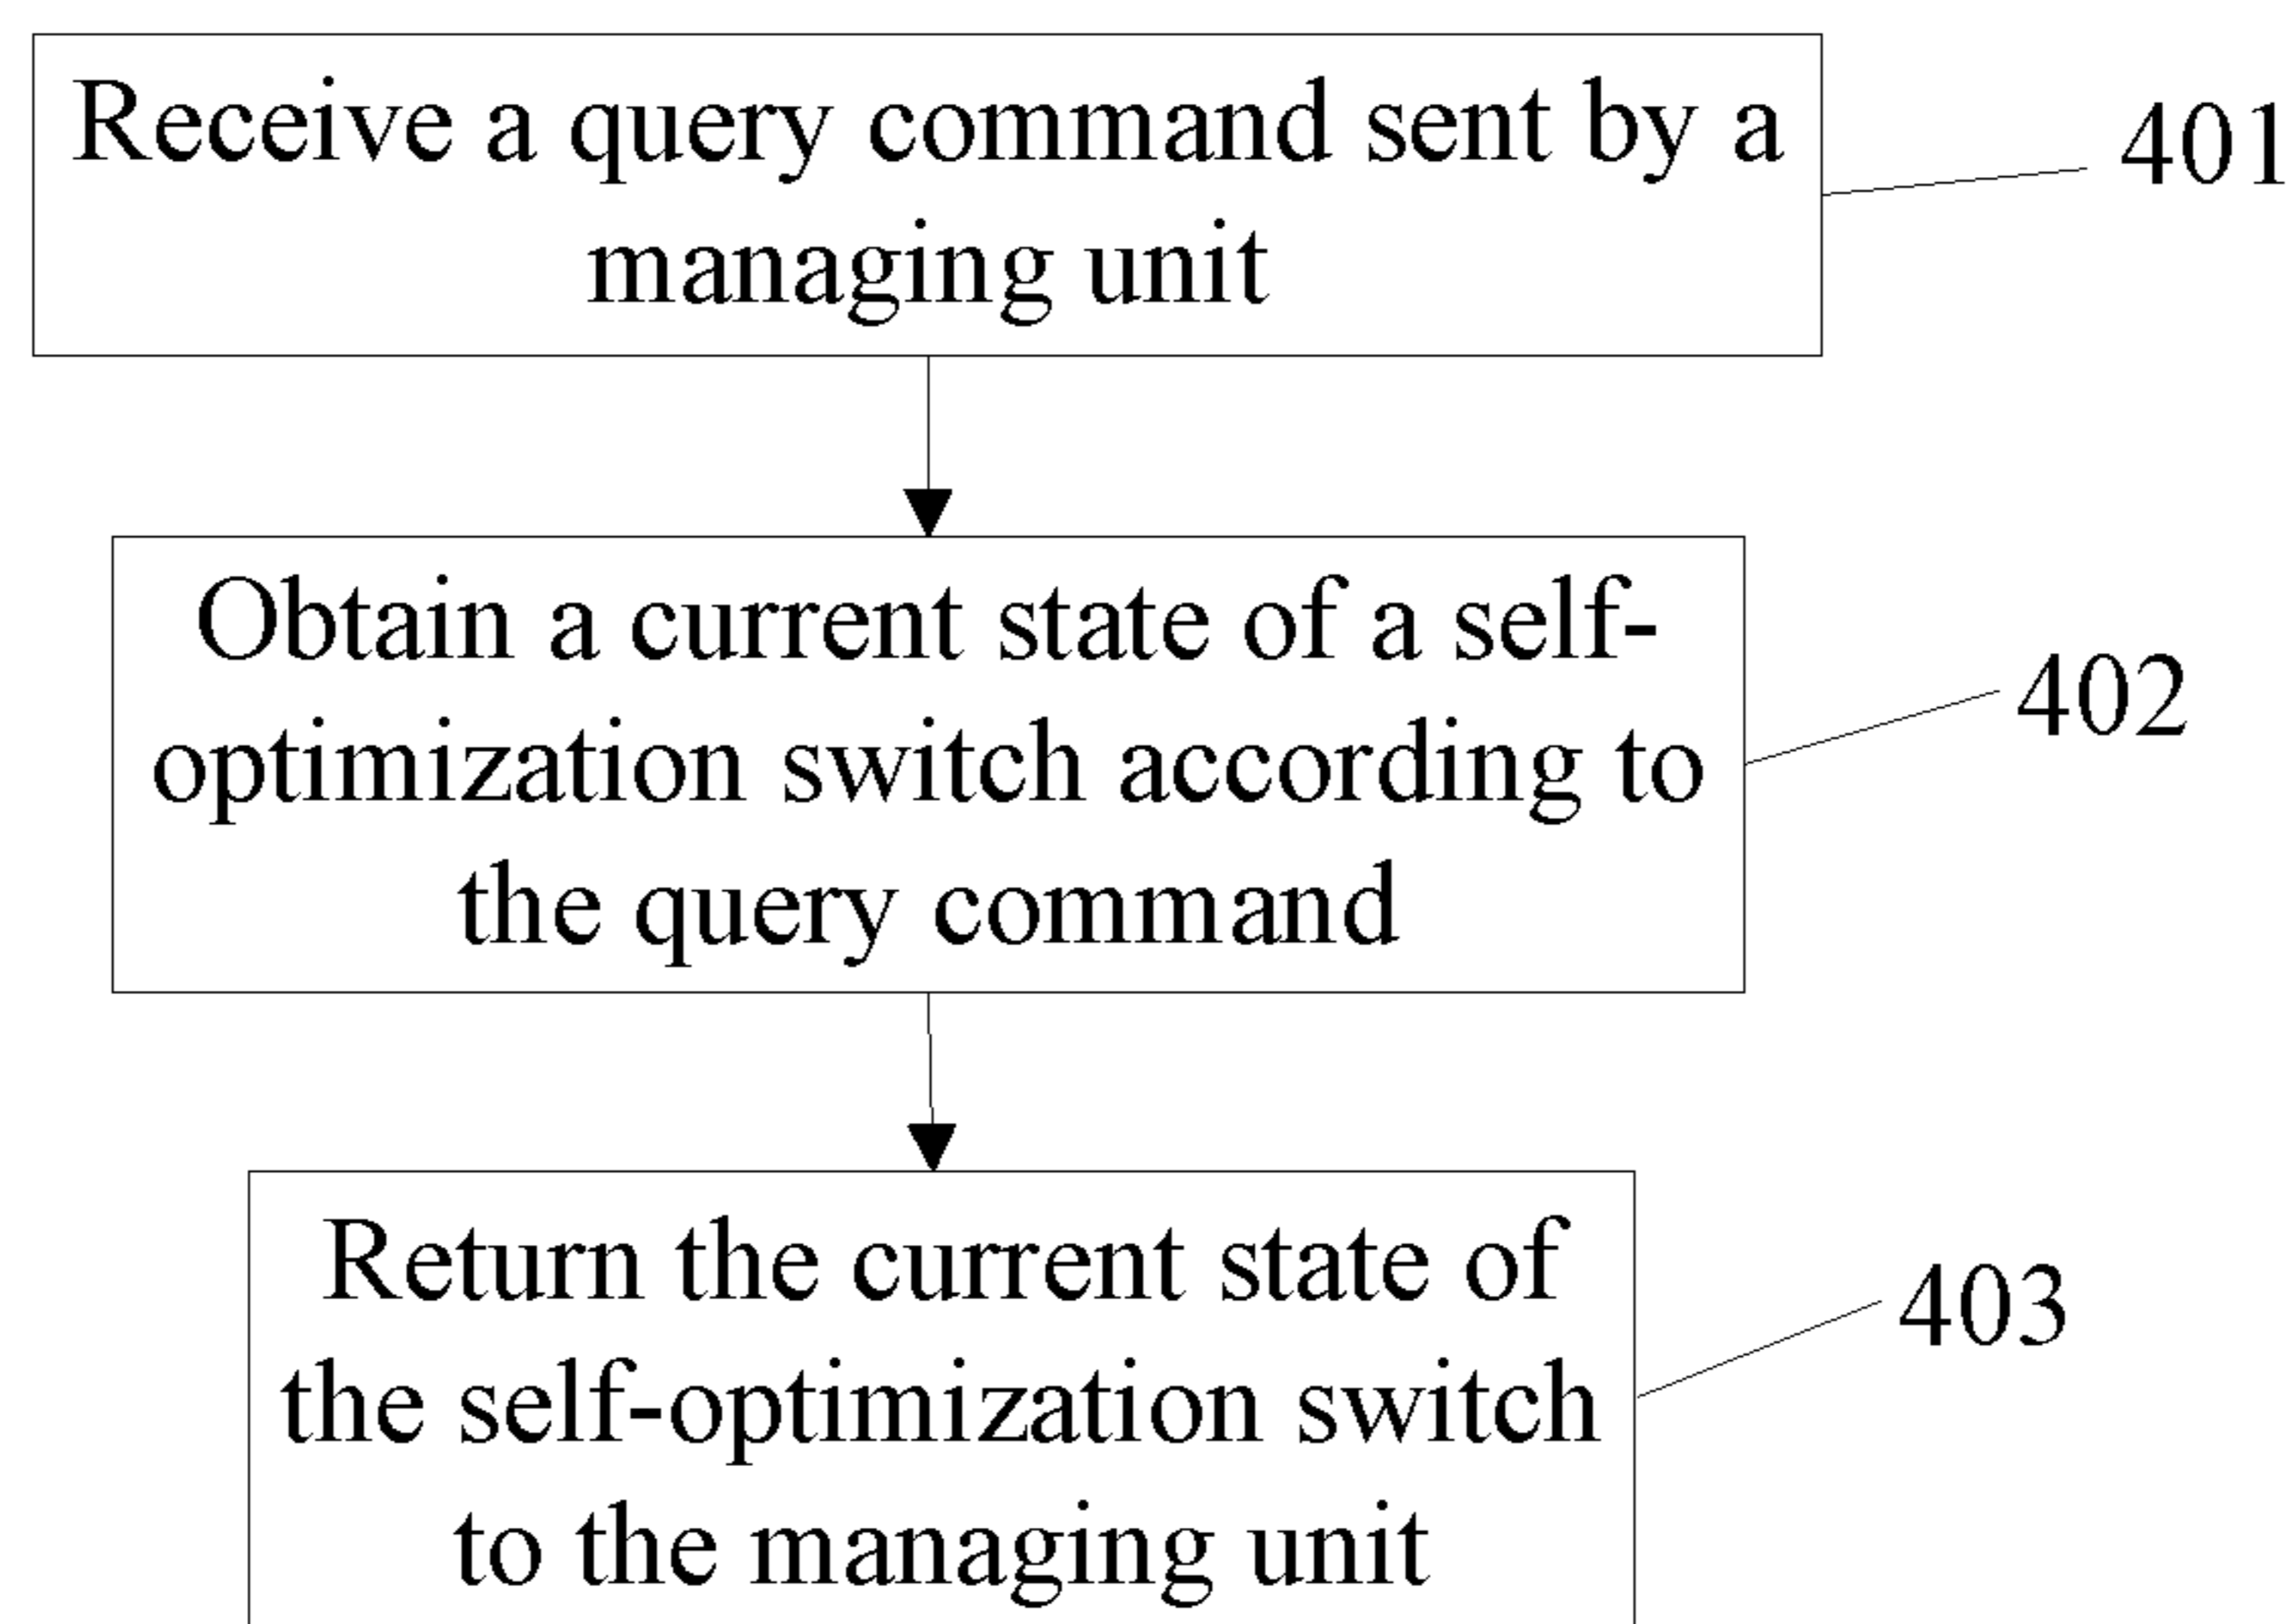 Receive a query command sent by a
managing unit
401
Obtain a current state of a self-
optimization switch according to
the query command
402
Return the current state of
the self-optimization switch
to the managing unit
403